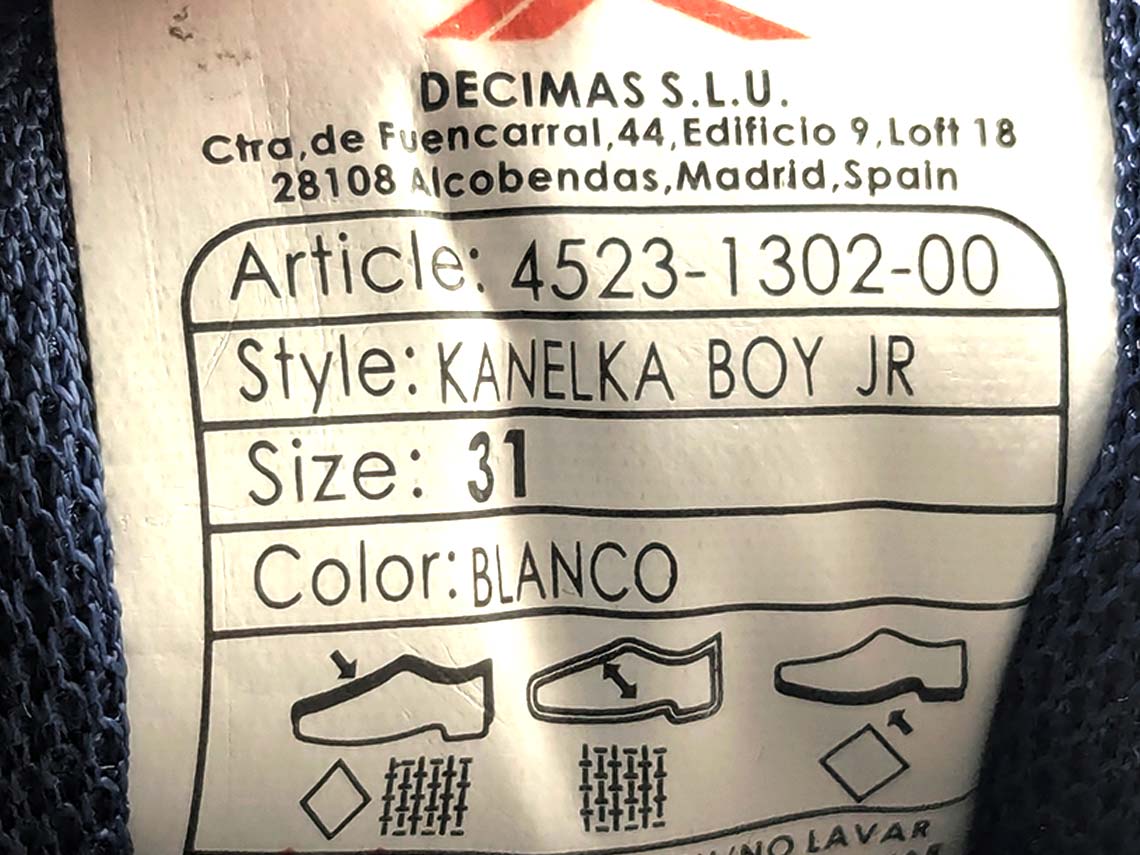 DECIMAS S.L.U.
Ctra,de Fuencarral,44,Edificio 9,Loft 18
28108 Alcobendas,Madrid,Spain
Article: 4523-1302-00
Style: KANELKA BOY JR
Size: 31
Color: BLANCO
/NO LAVAR